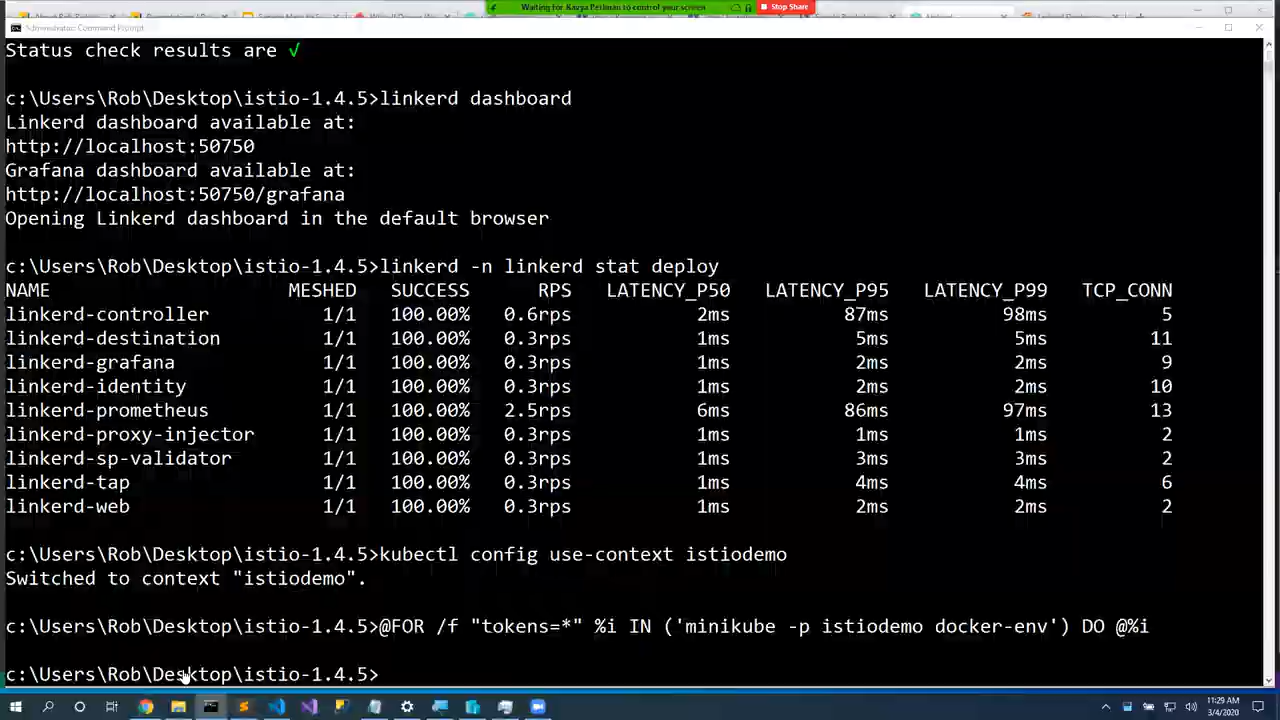 Waiting for Kavya Perlman to control your screen
Stop Share
Administrator: Command Prompt
Status check results are √
c:\Users\Rob\Desktop\istio-1.4.5>linkerd dashboard
Linkerd dashboard available at:
http://localhost:50750
Grafana dashboard available at:
http://localhost:50750/grafana
Opening Linkerd dashboard in the default browser
c:\Users\Rob\Desktop\istio-1.4.5>linkerd -n linkerd stat deploy
NAME MESHED SUCCESS RPS LATENCY_P50 LATENCY_P95 LATENCY_P99 TCP_CONN
linkerd-controller 1/1 100.00% 0.6rps 2ms 87ms 98ms 5
linkerd-destination 1/1 100.00% 0.3rps 1ms 5ms 5ms 11
linkerd-grafana 1/1 100.00% 0.3rps 1ms 2ms 2ms 9
linkerd-identity 1/1 100.00% 0.3rps 1ms 2ms 2ms 10
linkerd-prometheus 1/1 100.00% 2.5rps 6ms 86ms 97ms 13
linkerd-proxy-injector 1/1 100.00% 0.3rps 1ms 1ms 1ms 2
linkerd-sp-validator 1/1 100.00% 0.3rps 1ms 3ms 3ms 2
linkerd-tap 1/1 100.00% 0.3rps 1ms 4ms 4ms 6
linkerd-web 1/1 100.00% 0.3rps 1ms 2ms 2ms 2
c:\Users\Rob\Desktop\istio-1.4.5>kubectl config use-context istiodemo
Switched to context "istiodemo".
c:\Users\Rob\Desktop\istio-1.4.5>@FOR /f "tokens=*" %i IN ('minikube -p istiodemo docker-env') DO @%i
c:\Users\Rob\Desktop\istio-1.4.5>
11:29 AM
3/4/2020